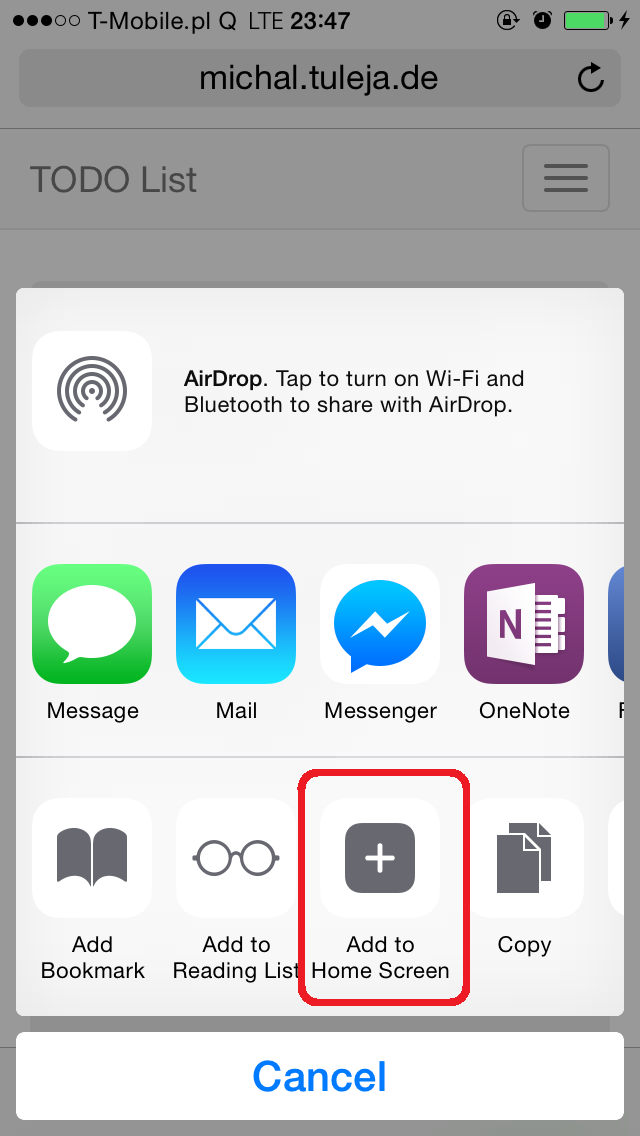 T-Mobile.pl Q LTE 23:47
michal.tuleja.de
TODO List
AirDrop. Tap to turn on Wi-Fi and
Bluetooth to share with AirDrop.
Message Mail Messenger OneNote F
Add Bookmark
Add to Reading List
Add to Home Screen
Copy
Cancel